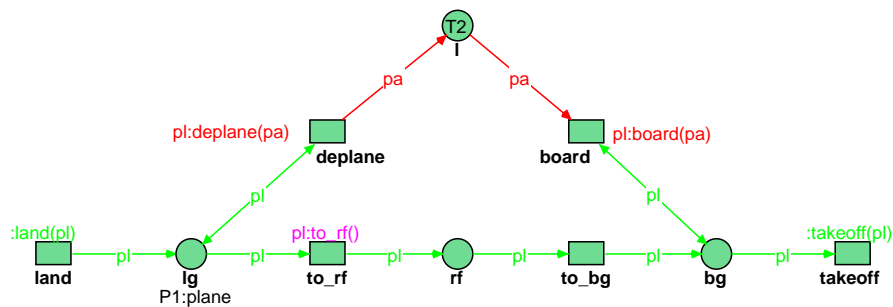 T2
l
pa
pa
pl:deplane(pa)
pl:board(pa)
deplane
board
pl
pl
:land(pl)
pl:to_rf()
:takeoff(pl)
pl
pl
pl
pl
pl
pl
land
lg
to_rf
rf
to_bg
bg
takeoff
P1:plane